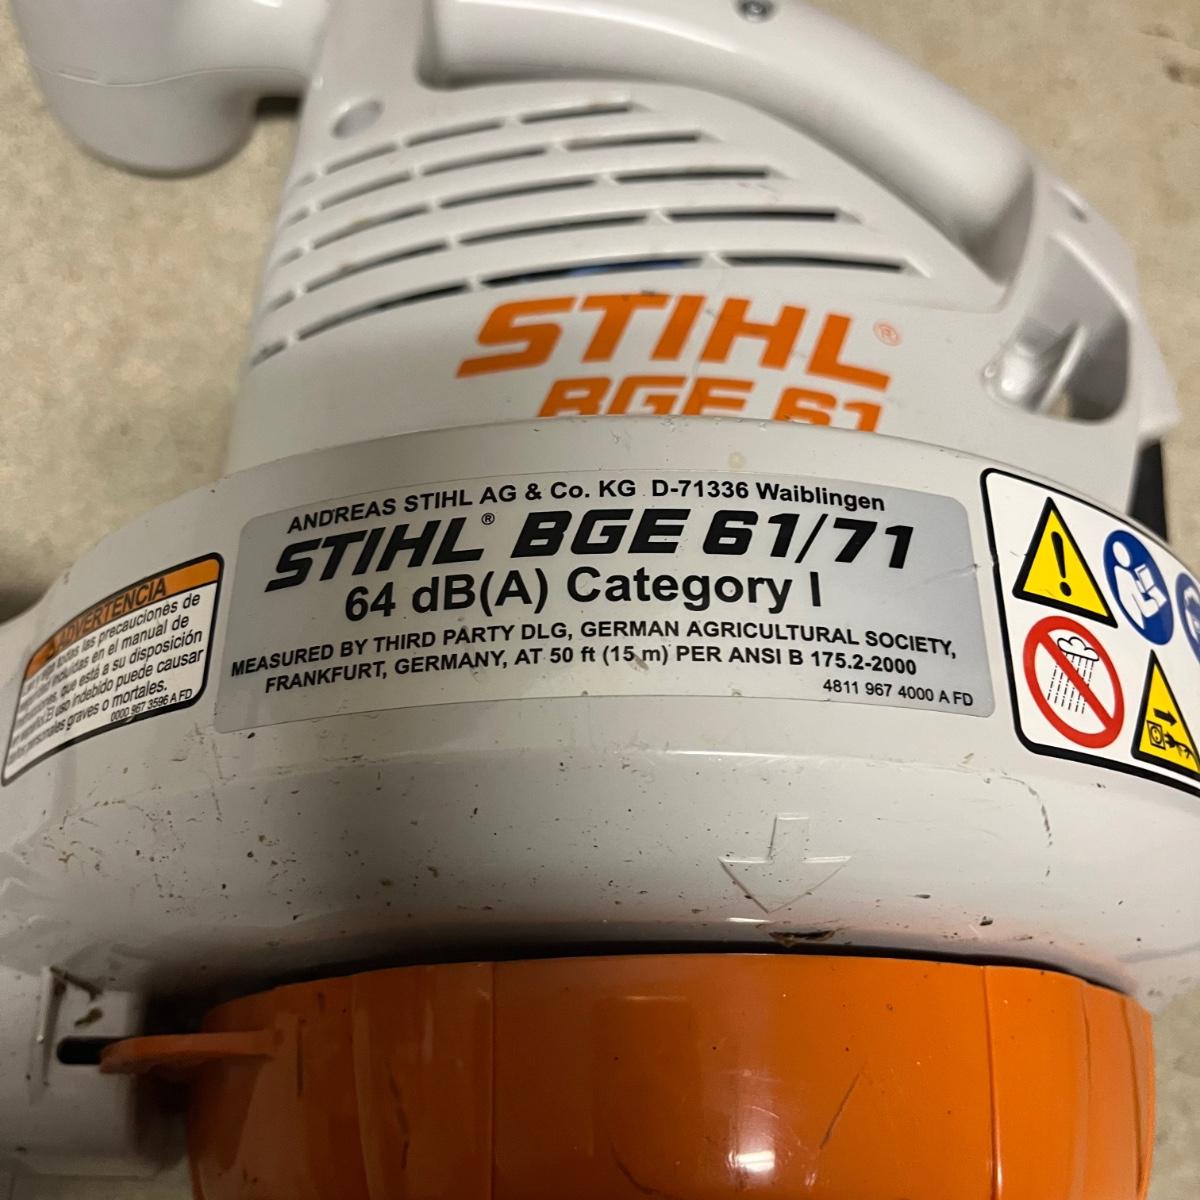 STIHL®
BGE 61
ANDREAS STIHL AG & Co. KG D-71336 Waiblingen
STIHL® BGE 61/71
64 dB(A) Category I
MEASURED BY THIRD PARTY DLG, GERMAN AGRICULTURAL SOCIETY,
FRANKFURT, GERMANY, AT 50 ft (15 m) PER ANSI B 175.2-2000
4811 967 4000 A FD
ADVERTENCIA
todas las precauciones de
en el manual de
que está a su disposición
El uso indebido puede causar
graves o mortales.
0000 967 3596 A FD